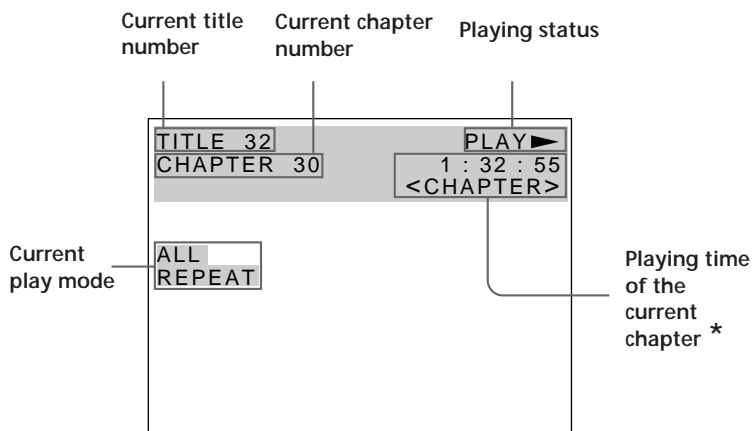 Current title
number
Current chapter
number
Playing status
TITLE 32
CHAPTER 30
PLAY►
1 : 32 : 55
<CHAPTER>
Current
play mode
ALL
REPEAT
Playing time
of the
current
chapter *